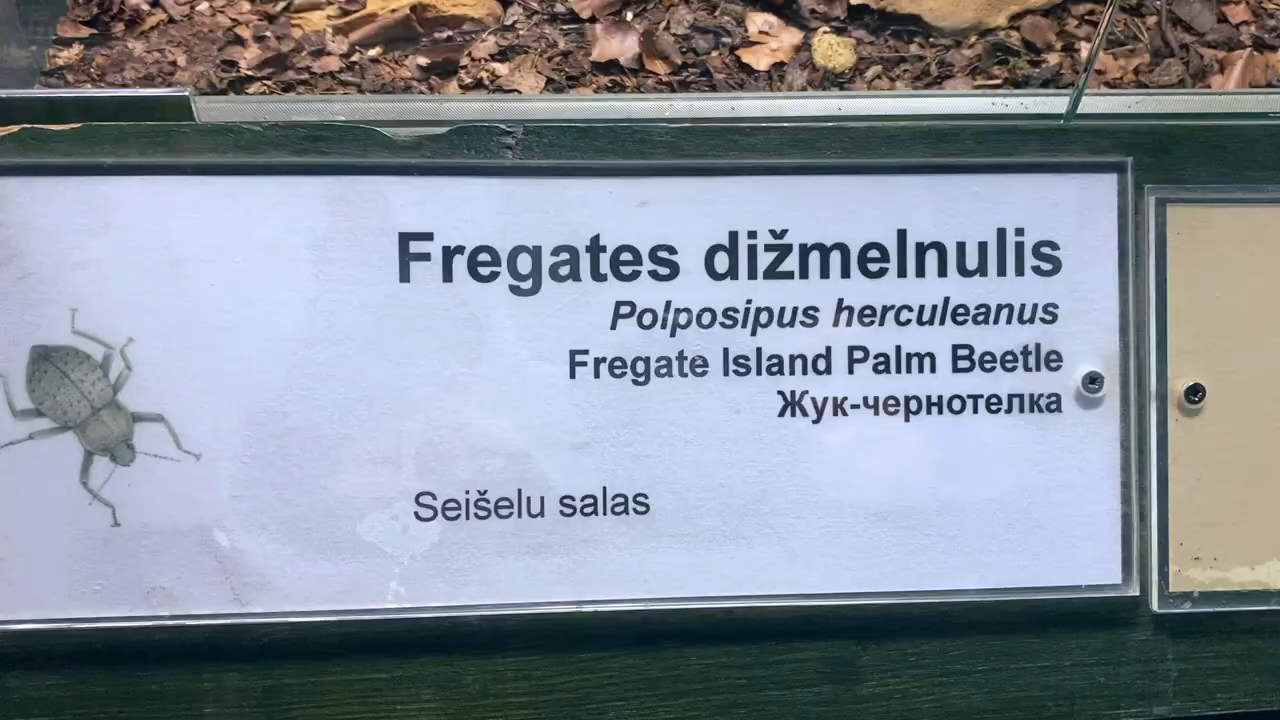 Fregates dižmelnulis
Polposipus herculeanus
Fregate Island Palm Beetle
Жук-чернотелка
Seišelu salas